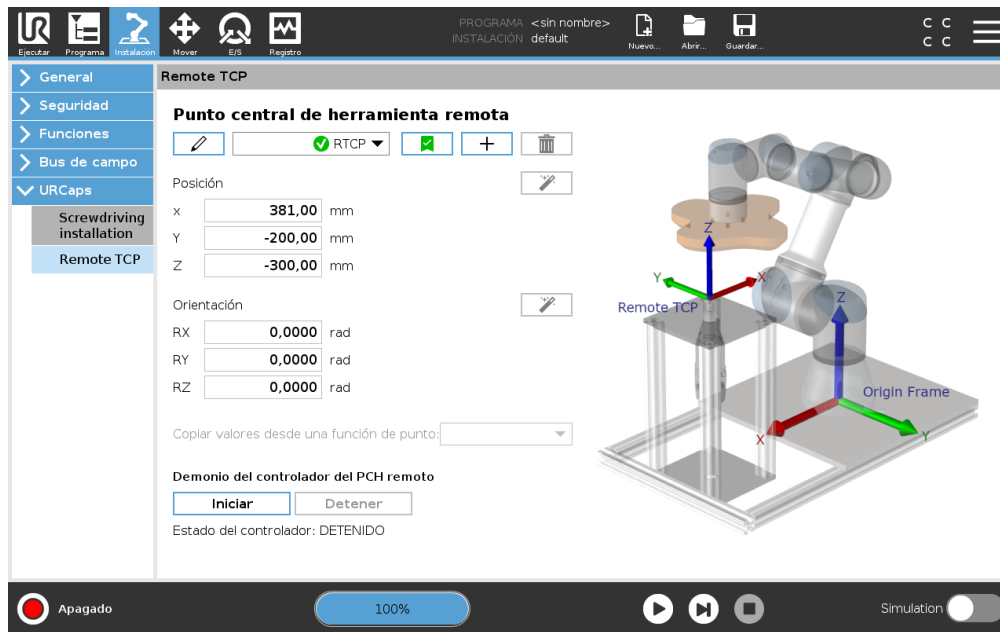 PROGRAMA <sin nombre>
INSTALACIÓN default
UR
Ejecutar Programa Instalación Mover E/S Registro
Nuevo... Abrir... Guardar...
C C
C C
General
Seguridad
Funciones
Bus de campo
URCaps
Screwdriving
installation
Remote TCP
Remote TCP
Punto central de herramienta remota
RTCP
Posición
x 381,00 mm
Y -200,00 mm
Z -300,00 mm
Orientación
RX 0,0000 rad
RY 0,0000 rad
RZ 0,0000 rad
Copiar valores desde una función de punto:
Demonio del controlador del PCH remoto
Iniciar Detener
Estado del controlador: DETENIDO
Z
Y X
Remote TCP
Z
Origin Frame
X Y
Apagado
100%
Simulation